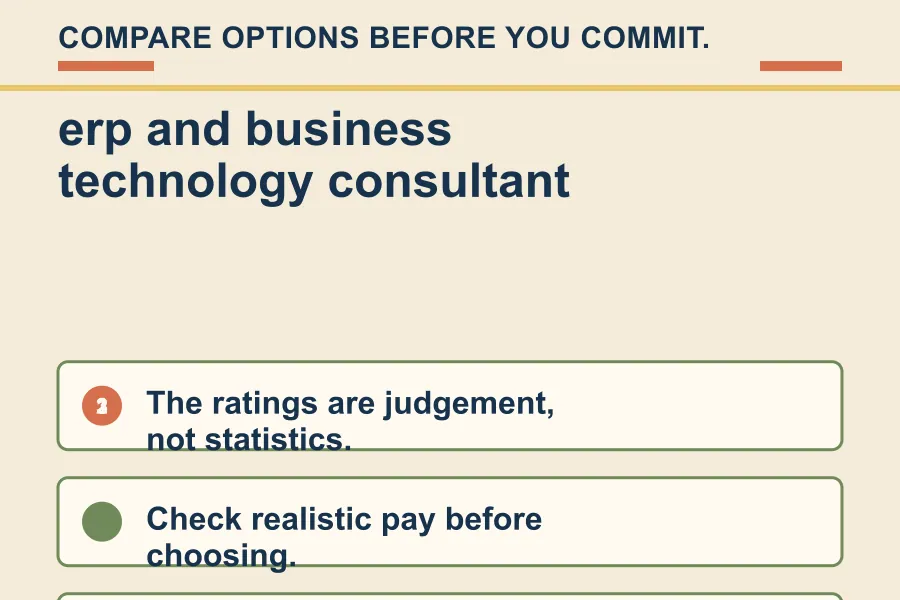 COMPARE OPTIONS BEFORE YOU COMMIT.
erp and business
technology consultant
The ratings are judgement,
not statistics.
Check realistic pay before
choosing.